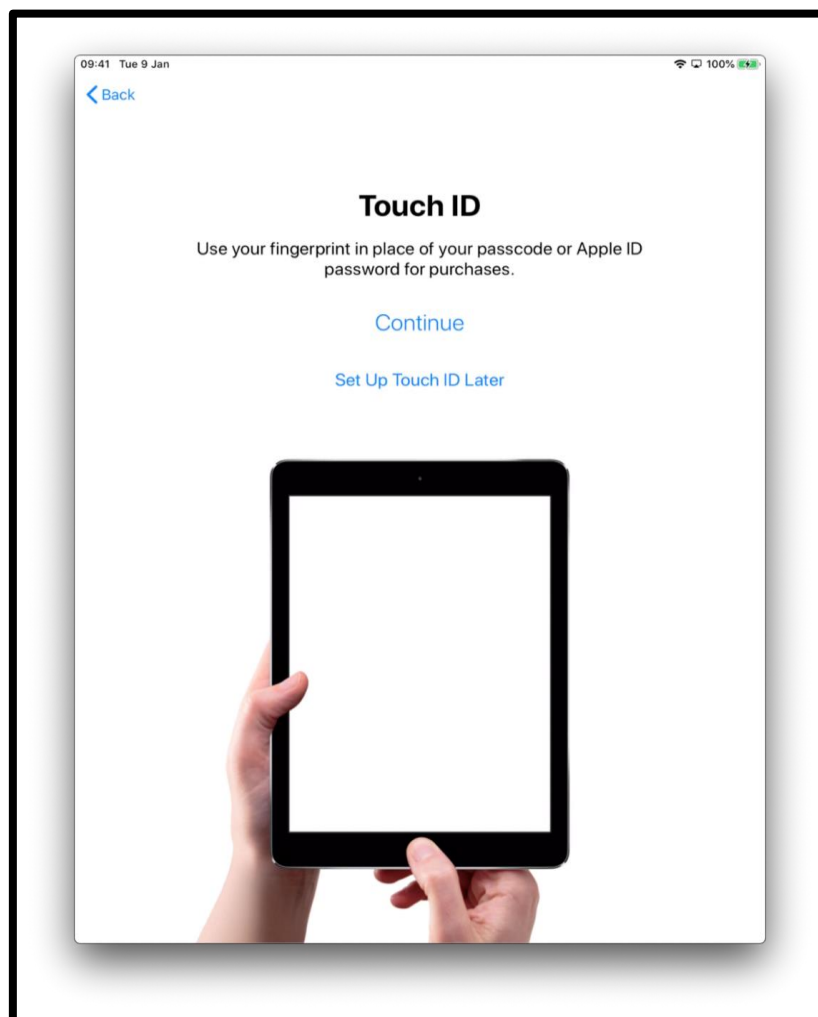 09:41 Tue 9 Jan 100%
Back
Touch ID
Use your fingerprint in place of your passcode or Apple ID
password for purchases.
Continue
Set Up Touch ID Later